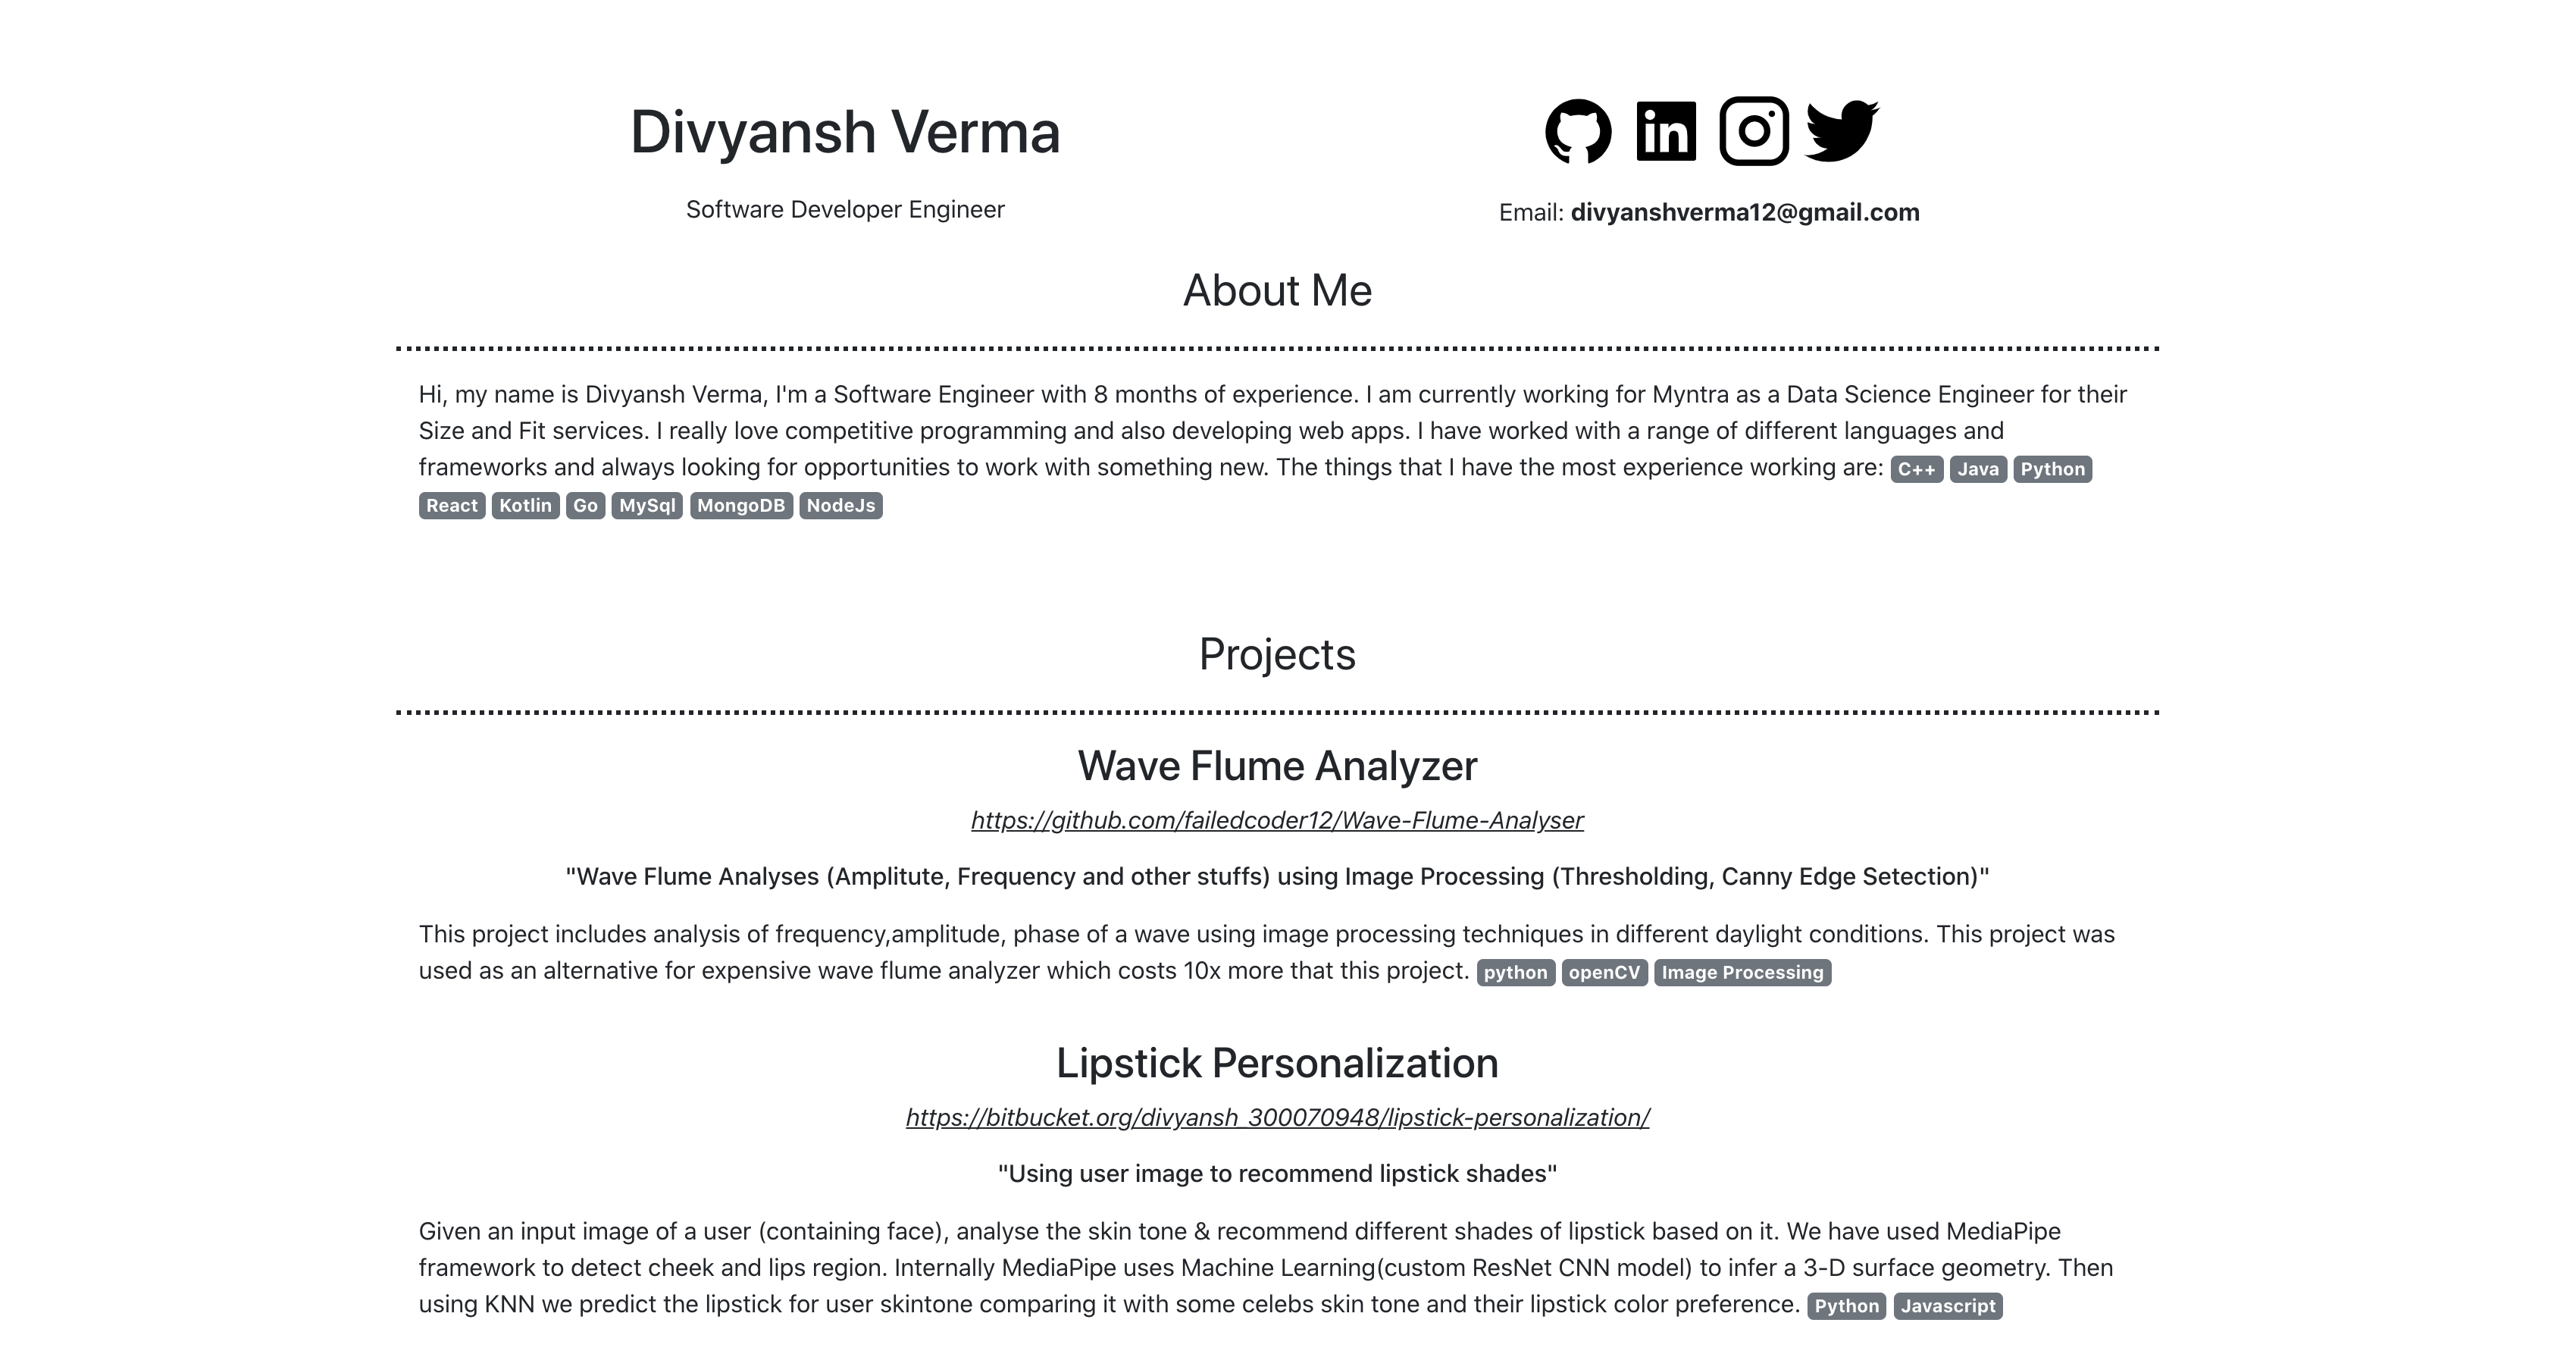 Divyansh Verma
Software Developer Engineer
in
Email: divyanshverma12@gmail.com
About Me
Hi, my name is Divyansh Verma, I'm a Software Engineer with 8 months of experience. I am currently working for Myntra as a Data Science Engineer for their
Size and Fit services. I really love competitive programming and also developing web apps. I have worked with a range of different languages and
frameworks and always looking for opportunities to work with something new. The things that I have the most experience working are: C++ Java Python
React Kotlin Go MySql MongoDB NodeJs
Projects
Wave Flume Analyzer
https://github.com/failedcoder12/Wave-Flume-Analyser
"Wave Flume Analyses (Amplitute, Frequency and other stuffs) using Image Processing (Thresholding, Canny Edge Setection)"
This project includes analysis of frequency,amplitude, phase of a wave using image processing techniques in different daylight conditions. This project was
used as an alternative for expensive wave flume analyzer which costs 10x more that this project. python openCV Image Processing
Lipstick Personalization
https://bitbucket.org/divyansh_300070948/lipstick-personalization/
"Using user image to recommend lipstick shades"
Given an input image of a user (containing face), analyse the skin tone & recommend different shades of lipstick based on it. We have used MediaPipe
framework to detect cheek and lips region. Internally MediaPipe uses Machine Learning(custom ResNet CNN model) to infer a 3-D surface geometry. Then
using KNN we predict the lipstick for user skintone comparing it with some celebs skin tone and their lipstick color preference. Python Javascript